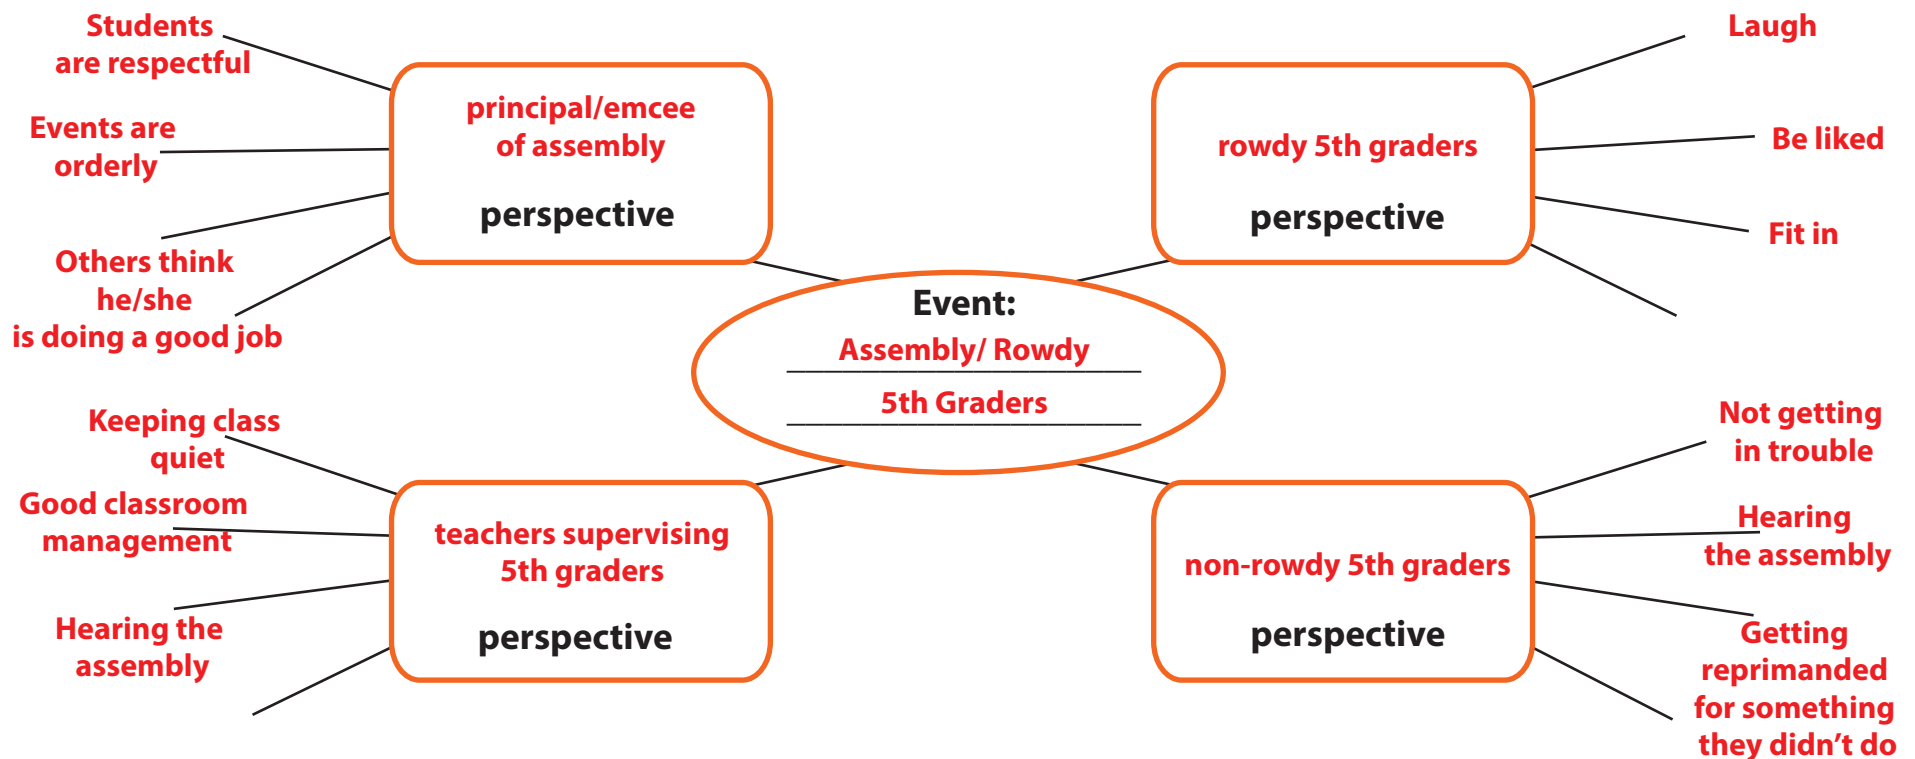 Students
are respectful
Events are
orderly
Others think
he/she
is doing a good job
principal/emcee
of assembly
perspective
rowdy 5th graders
perspective
Laugh
Be liked
Fit in
Event:
Assembly/ Rowdy
5th Graders
Keeping class
quiet
Good classroom
management
Hearing the
assembly
teachers supervising
5th graders
perspective
non-rowdy 5th graders
perspective
Not getting
in trouble
Hearing
the assembly
Getting
reprimanded
for something
they didn’t do